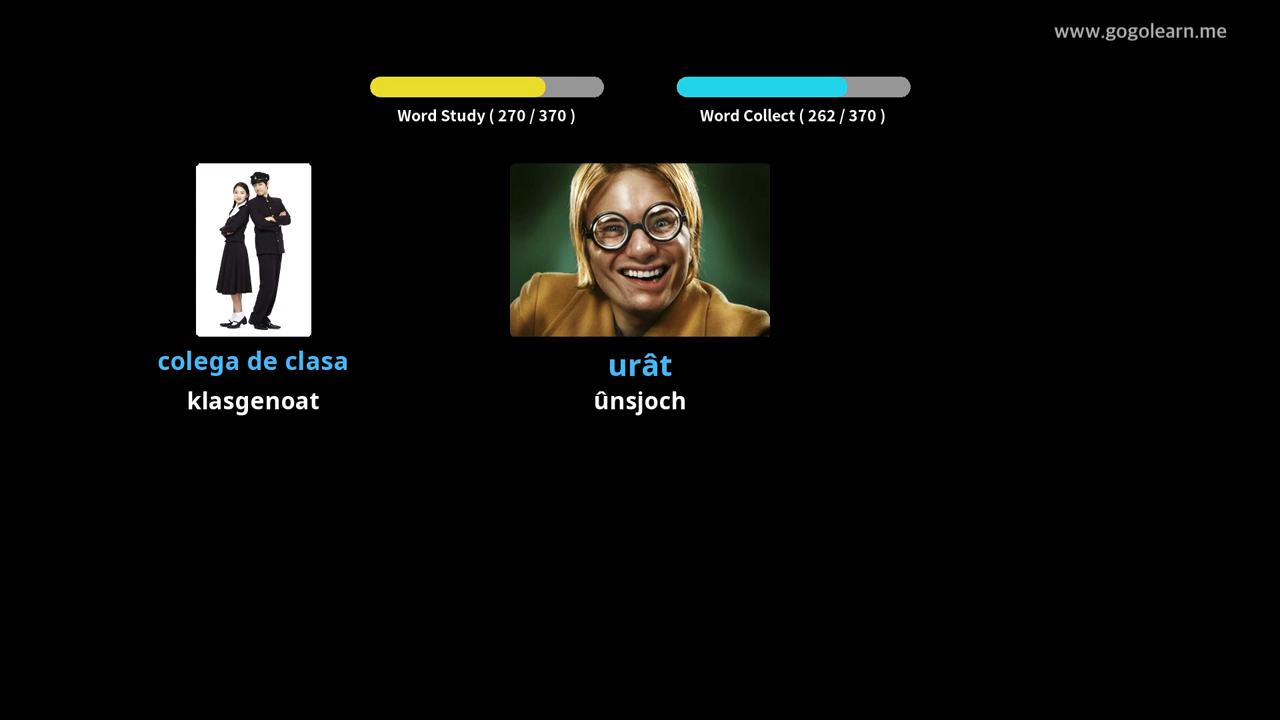 www.gogolearn.me
Word Study ( 270 / 370 )
Word Collect ( 262 / 370 )
colega de clasa
klasgenoat
urât
ûnsjoch